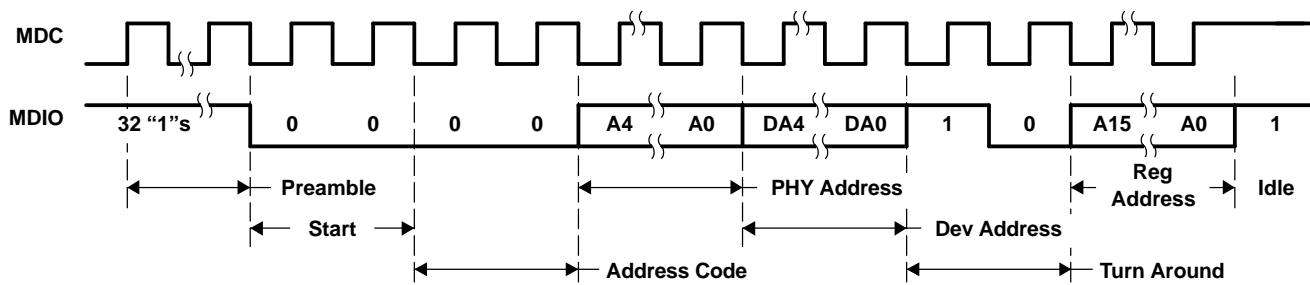 MDC
MDIO
32 “1”s 0 0 0 0 A4 A0 DA4 DA0 1 0 A15 A0 1
Preamble PHY Address Reg Address Idle
Start Dev Address
Address Code Turn Around